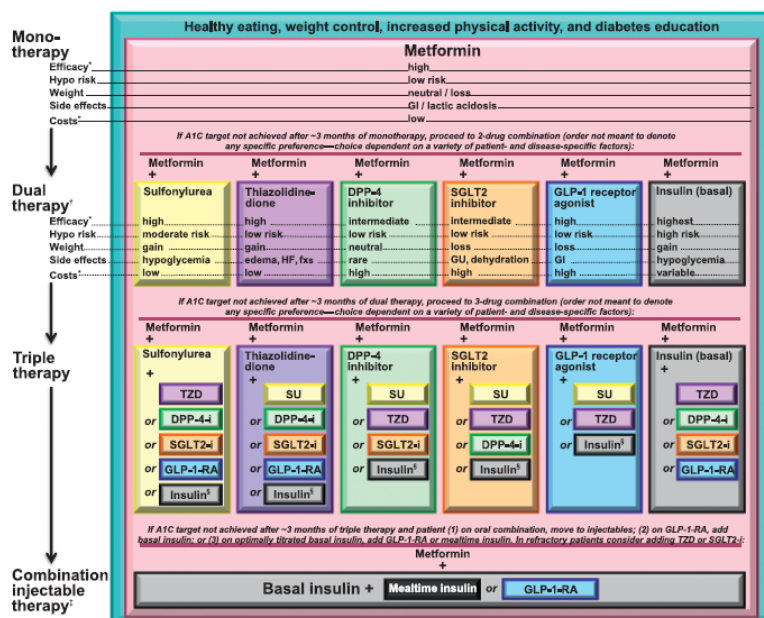 Healthy eating, weight control, increased physical activity, and diabetes education
Mono-
therapy
Metformin
Efficacy* high
Hypo risk low risk
Weight neutral / loss
Side effects GI / lactic acidosis
Costs* low
If A1C target not achieved after ~3 months of monotherapy, proceed to 2-drug combination (order not meant to denote
any specific preference—choice dependent on a variety of patient- and disease-specific factors):
Metformin Metformin Metformin Metformin Metformin Metformin
+ + + + + +
Dual
therapy†
Sulfonylurea Thiazolidine-dione DPP-4 inhibitor SGLT2 inhibitor GLP-1 receptor agonist Insulin (basal)
Efficacy* high high intermediate intermediate high highest
Hypo risk moderate risk low risk low risk low risk low risk high risk
Weight gain gain neutral loss loss gain
Side effects hypoglycemia edema, HF, fxs rare GU, dehydration GI hypoglycemia
Costs* low low high high high variable
If A1C target not achieved after ~3 months of dual therapy, proceed to 3-drug combination (order not meant to denote
any specific preference—choice dependent on a variety of patient- and disease-specific factors):
Metformin Metformin Metformin Metformin Metformin Metformin
+ + + + + +
Triple
therapy
Sulfonylurea Thiazolidine-dione DPP-4 inhibitor SGLT2 inhibitor GLP-1 receptor agonist Insulin (basal)
+ + + + + +
TZD SU SU SU SU TZD
or DPP-4-i or DPP-4-i or TZD or TZD or TZD or DPP-4-i
or SGLT2-i or SGLT2-i or SGLT2-i or DPP-4-i or Insulin§ or SGLT2-i
or GLP-1-RA or GLP-1-RA or Insulin§ or Insulin§ or GLP-1-RA
or Insulin§ or Insulin§
If A1C target not achieved after ~3 months of triple therapy and patient (1) on oral combination, move to injectables; (2) on GLP-1-RA, add
basal insulin; or (3) on optimally titrated basal insulin, add GLP-1-RA or mealtime insulin. In refractory patients consider adding TZD or SGLT2-i:
Metformin
+
Combination
injectable
therapy‡
Basal insulin + Mealtime insulin or GLP-1-RA